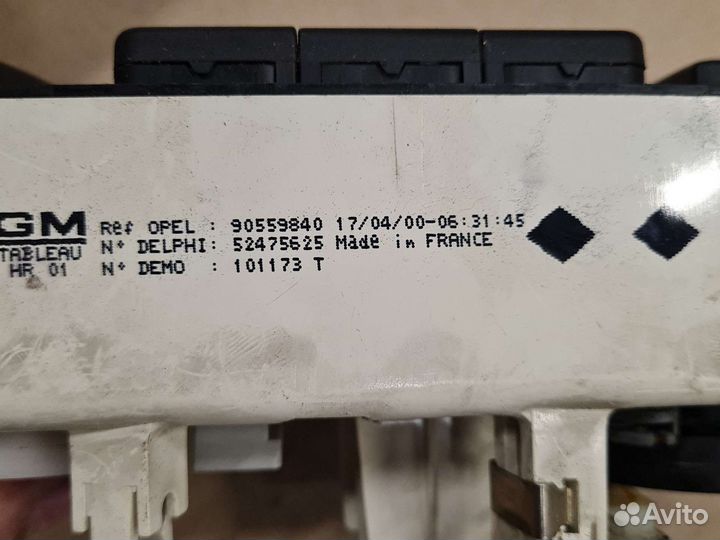 GM
TABLEAU
HR 01
Réf OPEL : 90559840 17/04/00-06:31:45
N° DELPHI: 52475625 Made in FRANCE
N° DEMO : 101173 T
Avito